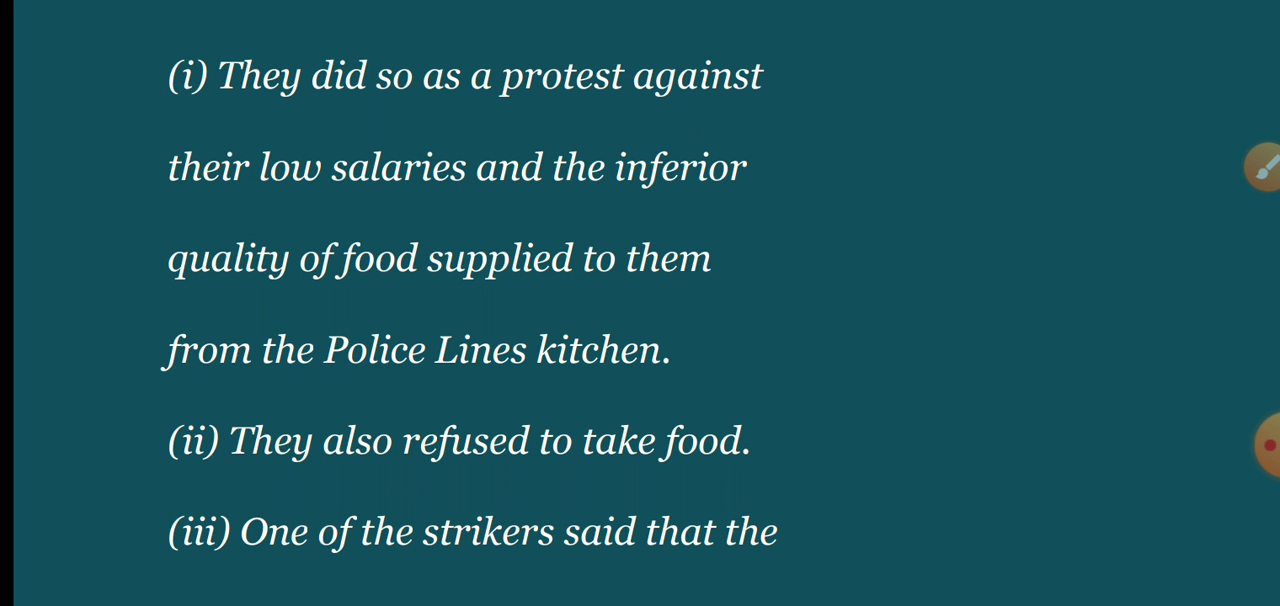 (i) They did so as a protest against
their low salaries and the inferior
quality of food supplied to them
from the Police Lines kitchen.
(ii) They also refused to take food.
(iii) One of the strikers said that the